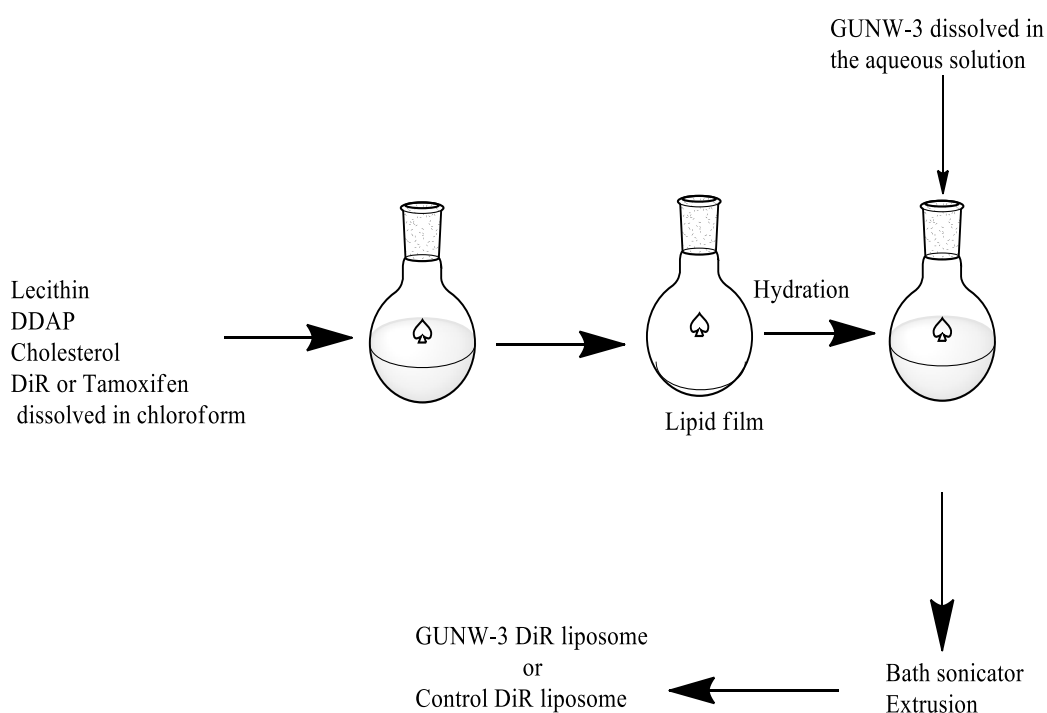 GUNW-3 dissolved in
the aqueous solution
Lecithin
DDAP
Cholesterol
DiR or Tamoxifen
dissolved in chloroform
Hydration
Lipid film
GUNW-3 DiR liposome
or
Control DiR liposome
Bath sonicator
Extrusion